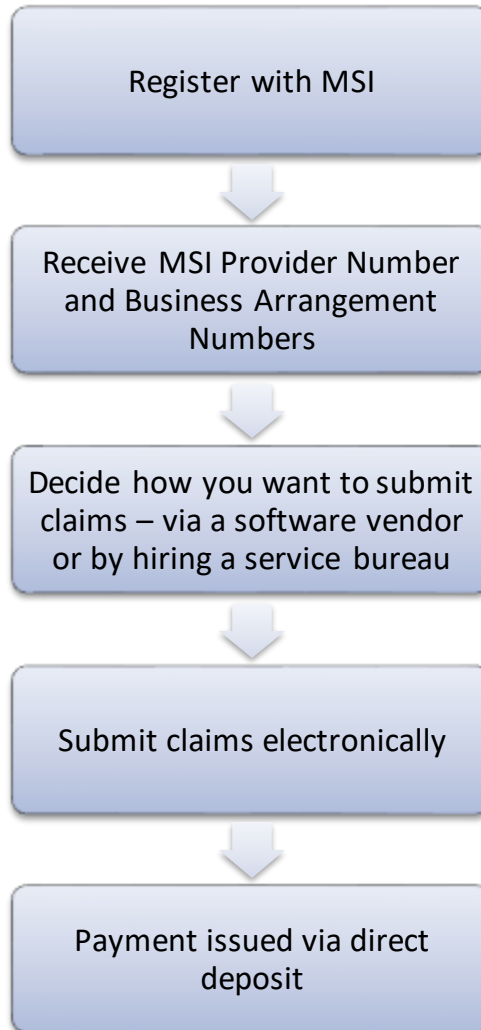 Register with MSI
Receive MSI Provider Number
and Business Arrangement
Numbers
Decide how you want to submit
claims – via a software vendor
or by hiring a service bureau
Submit claims electronically
Payment issued via direct
deposit